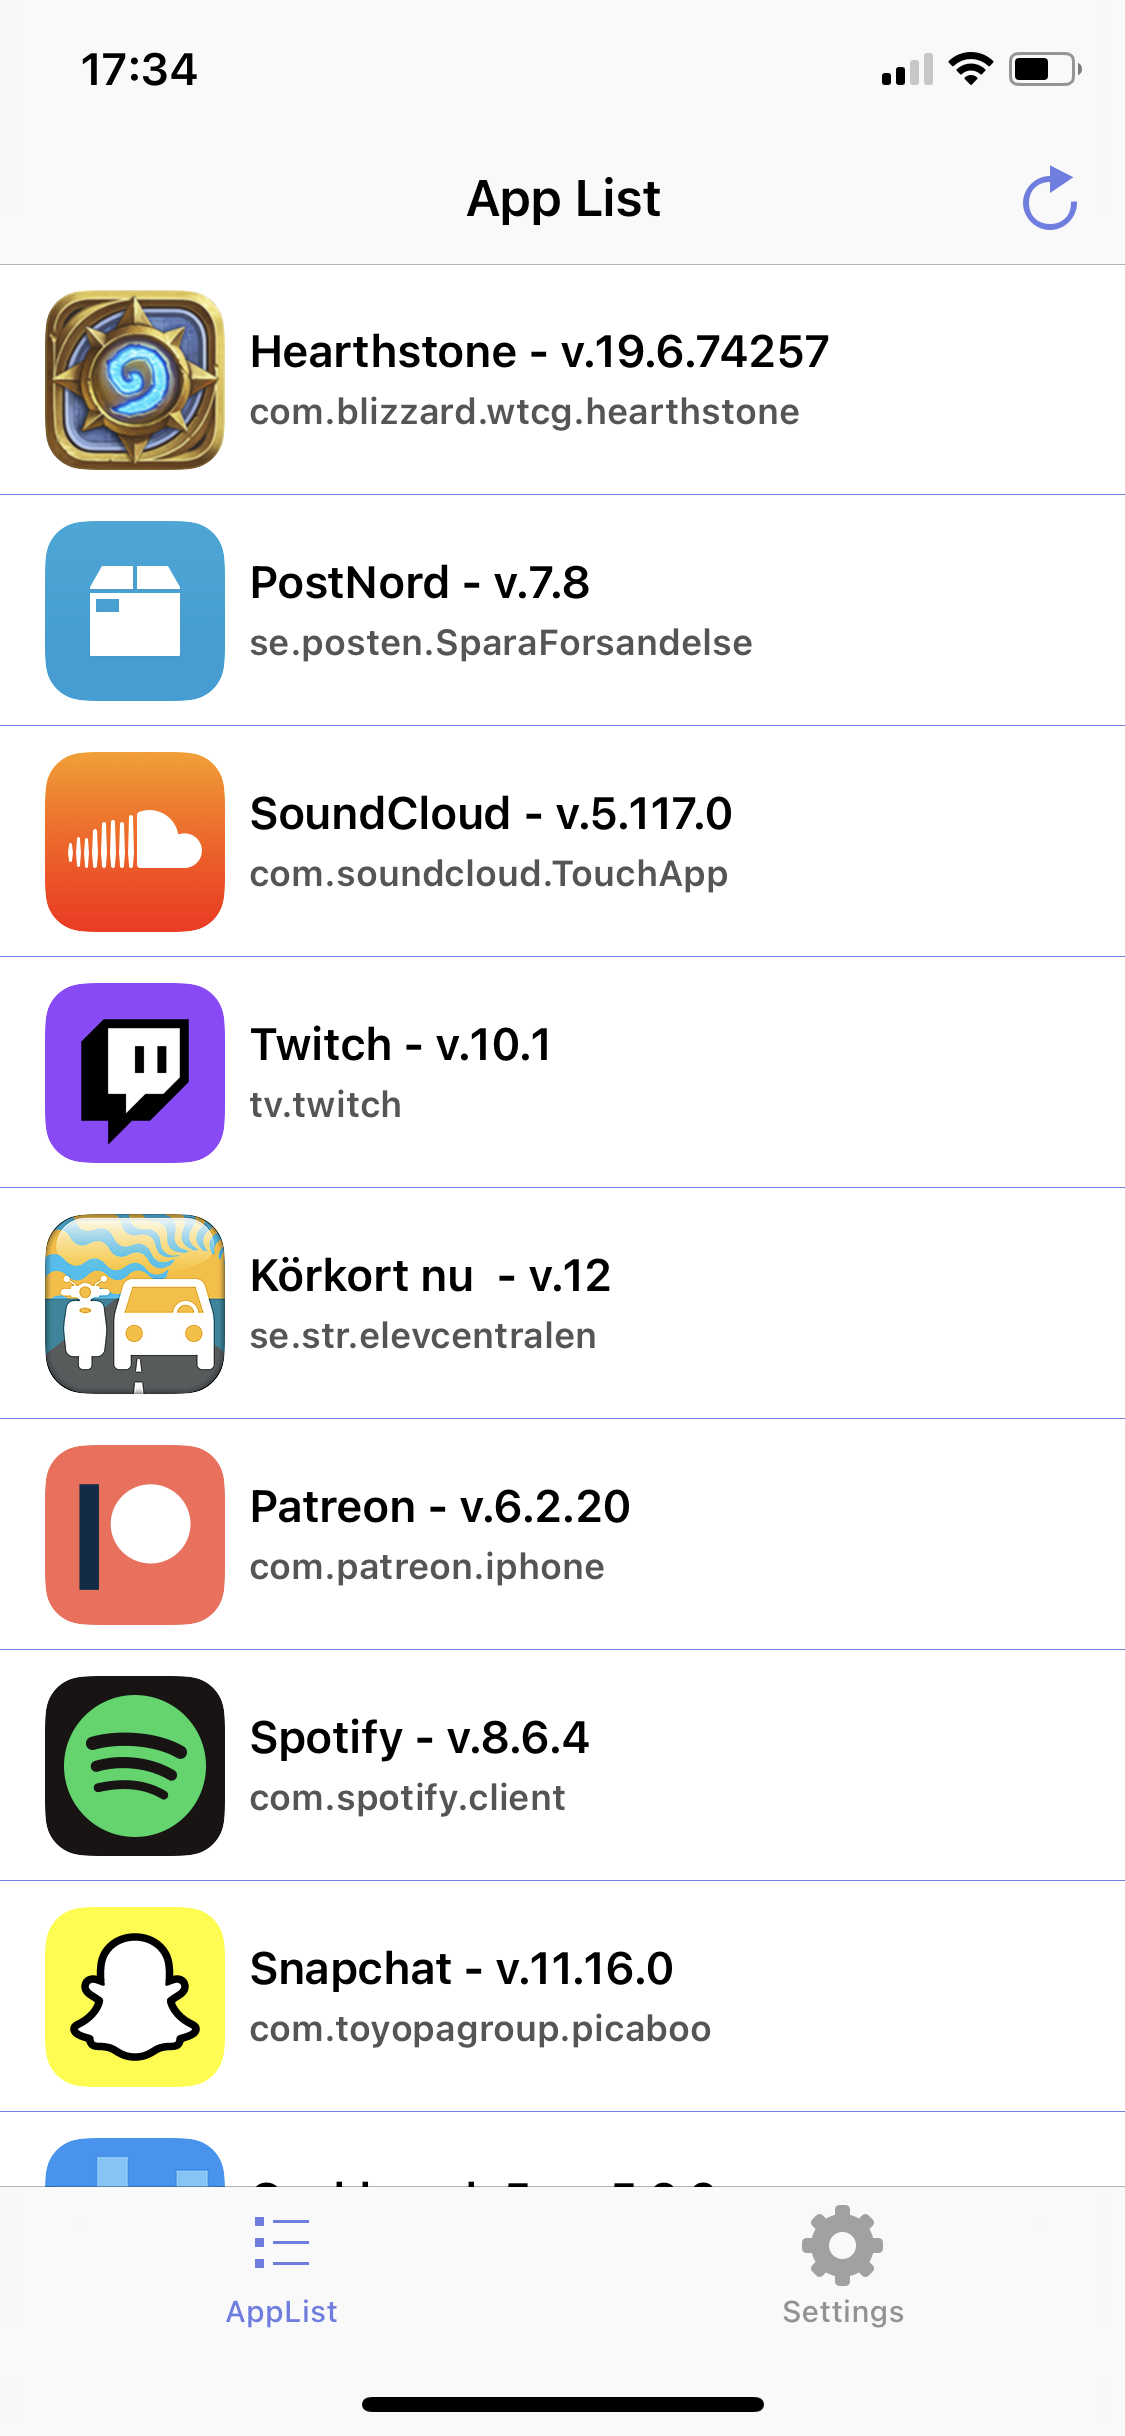 17:34
App List
Hearthstone - v.19.6.74257
com.blizzard.wtcg.hearthstone
PostNord - v.7.8
se.posten.SparaForsandelse
SoundCloud - v.5.117.0
com.soundcloud.TouchApp
Twitch - v.10.1
tv.twitch
Körkort nu  - v.12
se.str.elevcentralen
Patreon - v.6.2.20
com.patreon.iphone
Spotify - v.8.6.4
com.spotify.client
Snapchat - v.11.16.0
com.toyopagroup.picaboo
AppList
Settings